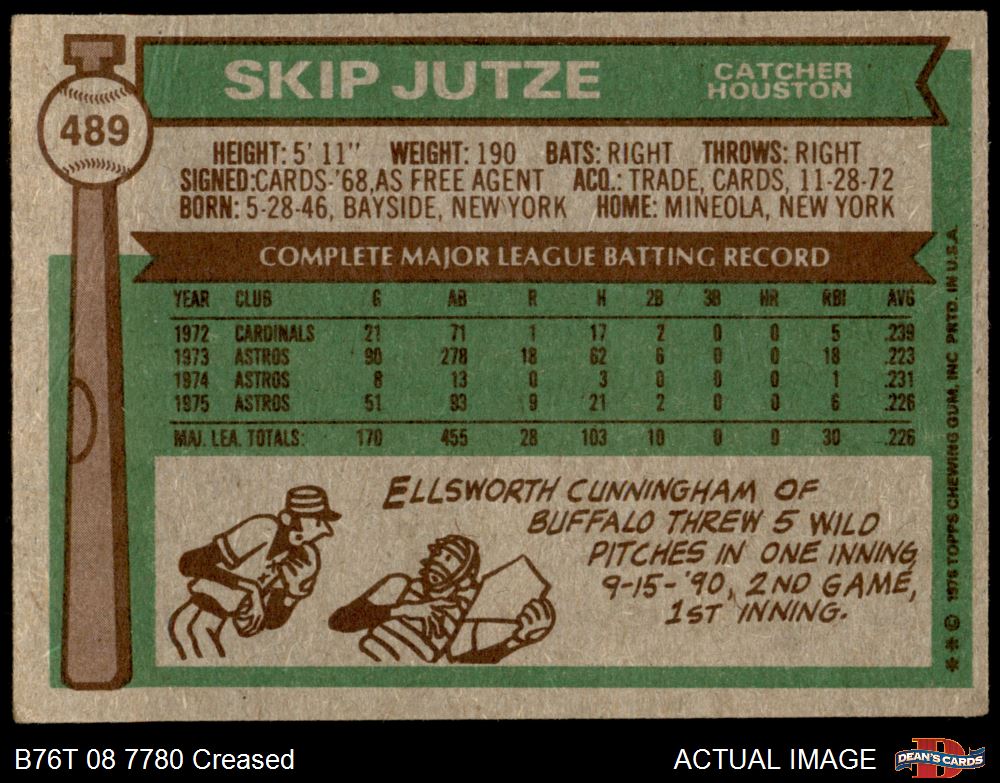 489
SKIP JUTZE
CATCHER
HOUSTON
HEIGHT: 5' 11" WEIGHT: 190 BATS: RIGHT THROWS: RIGHT
SIGNED:CARDS-'68,AS FREE AGENT ACQ.: TRADE, CARDS, 11-28-72
BORN: 5-28-46, BAYSIDE, NEW YORK HOME: MINEOLA, NEW YORK
COMPLETE MAJOR LEAGUE BATTING RECORD
YEAR CLUB G AB R H 2B 3B HR RBI AVG
1972 CARDINALS 21 71 1 17 2 0 0 5 .239
1973 ASTROS 90 278 18 62 6 0 0 18 .223
1974 ASTROS 8 13 0 3 0 0 0 1 .231
1975 ASTROS 51 93 9 21 2 0 0 6 .226
MAJ. LEA. TOTALS: 170 455 28 103 10 0 0 30 .226
ELLSWORTH CUNNINGHAM OF
BUFFALO THREW 5 WILD
PITCHES IN ONE INNING
9-15-'90, 2ND GAME,
1ST INNING.
** © 1976 TOPPS CHEWING GUM, INC. PRTD. IN U.S.A.
B76T 08 7780 Creased
ACTUAL IMAGE
D
DEAN'S CARDS